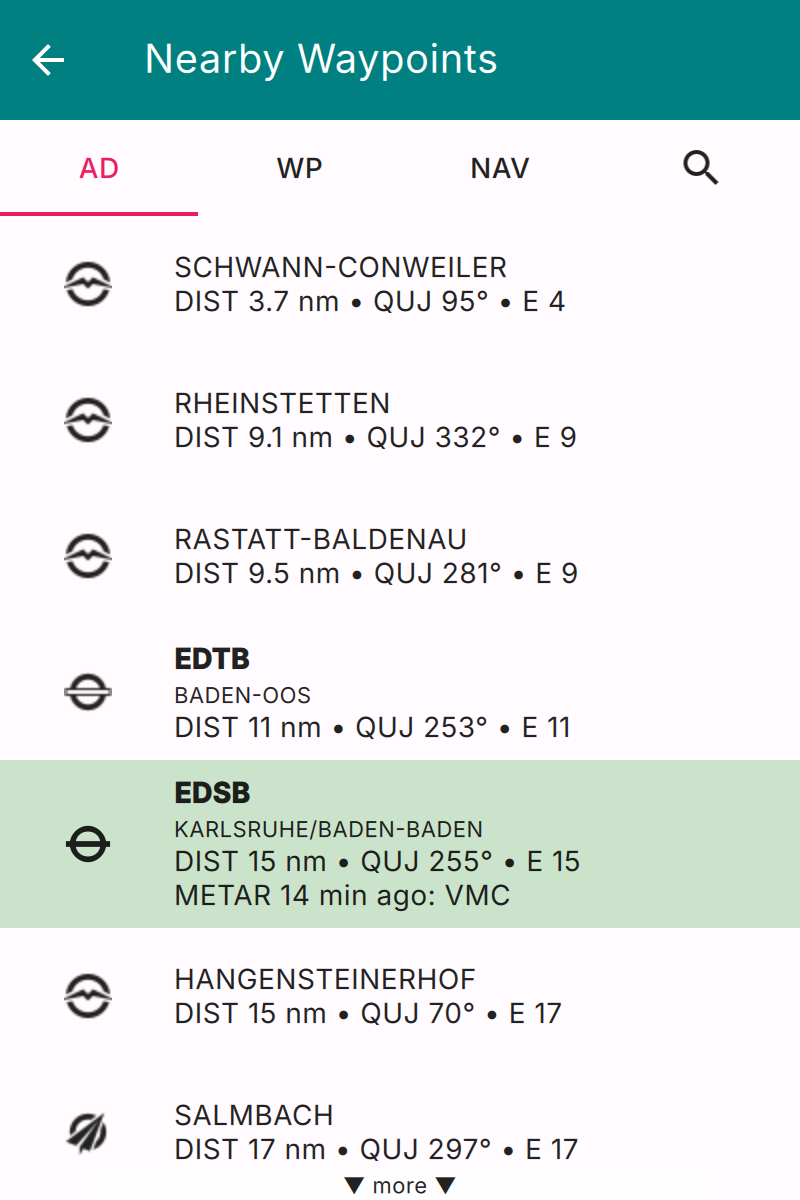 Nearby Waypoints
AD WP NAV
SCHWANN-CONWEILER
DIST 3.7 nm • QUJ 95° • E 4
RHEINSTETTEN
DIST 9.1 nm • QUJ 332° • E 9
RASTATT-BALDENAU
DIST 9.5 nm • QUJ 281° • E 9
EDTB
BADEN-OOS
DIST 11 nm • QUJ 253° • E 11
EDSB
KARLSRUHE/BADEN-BADEN
DIST 15 nm • QUJ 255° • E 15
METAR 14 min ago: VMC
HANGENSTEINERHOF
DIST 15 nm • QUJ 70° • E 17
SALMBACH
DIST 17 nm • QUJ 297° • E 17
▼ more ▼